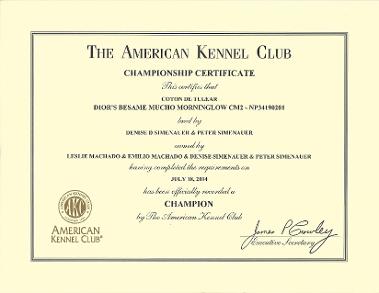 THE AMERICAN KENNEL CLUB
CHAMPIONSHIP CERTIFICATE
This certifies that
COTON DE TULEAR
DIOR'S BESAME MUCHO MORNINGLOW CM2 - NP34190201
bred by
DENISE D SIMENAUER & PETER SIMENAUER
owned by
LESLIE MACHADO & EMILIO MACHADO & DENISE SIMENAUER & PETER SIMENAUER
having completed the requirements on
JULY 18, 2014
has been officially recorded a
CHAMPION
by The American Kennel Club
AKC
AMERICAN
KENNEL CLUB®
James P Crowley
Executive Secretary